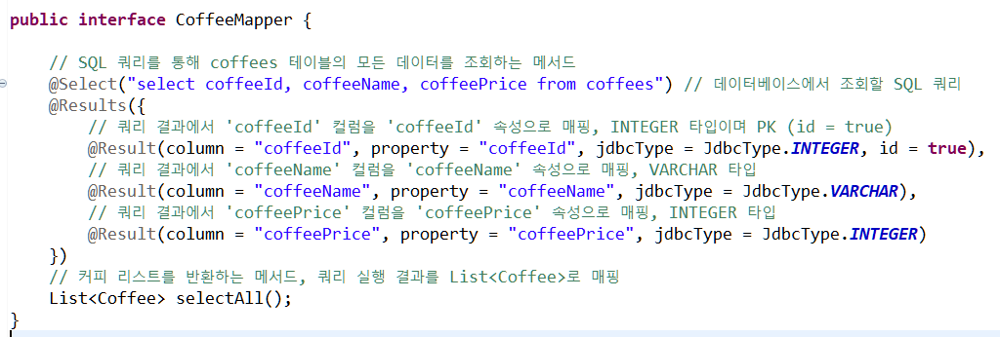 public interface CoffeeMapper {
// SQL 쿼리를 통해 coffees 테이블의 모든 데이터를 조회하는 메서드
@Select("select coffeeId, coffeeName, coffeePrice from coffees") // 데이터베이스에서 조회할 SQL 쿼리
@Results({
// 쿼리 결과에서 'coffeeId' 컬럼을 'coffeeId' 속성으로 매핑, INTEGER 타입이며 PK (id = true)
@Result(column = "coffeeId", property = "coffeeId", jdbcType = JdbcType.INTEGER, id = true),
// 쿼리 결과에서 'coffeeName' 컬럼을 'coffeeName' 속성으로 매핑, VARCHAR 타입
@Result(column = "coffeeName", property = "coffeeName", jdbcType = JdbcType.VARCHAR),
// 쿼리 결과에서 'coffeePrice' 컬럼을 'coffeePrice' 속성으로 매핑, INTEGER 타입
@Result(column = "coffeePrice", property = "coffeePrice", jdbcType = JdbcType.INTEGER)
})
// 커피 리스트를 반환하는 메서드, 쿼리 실행 결과를 List<Coffee>로 매핑
List<Coffee> selectAll();
}